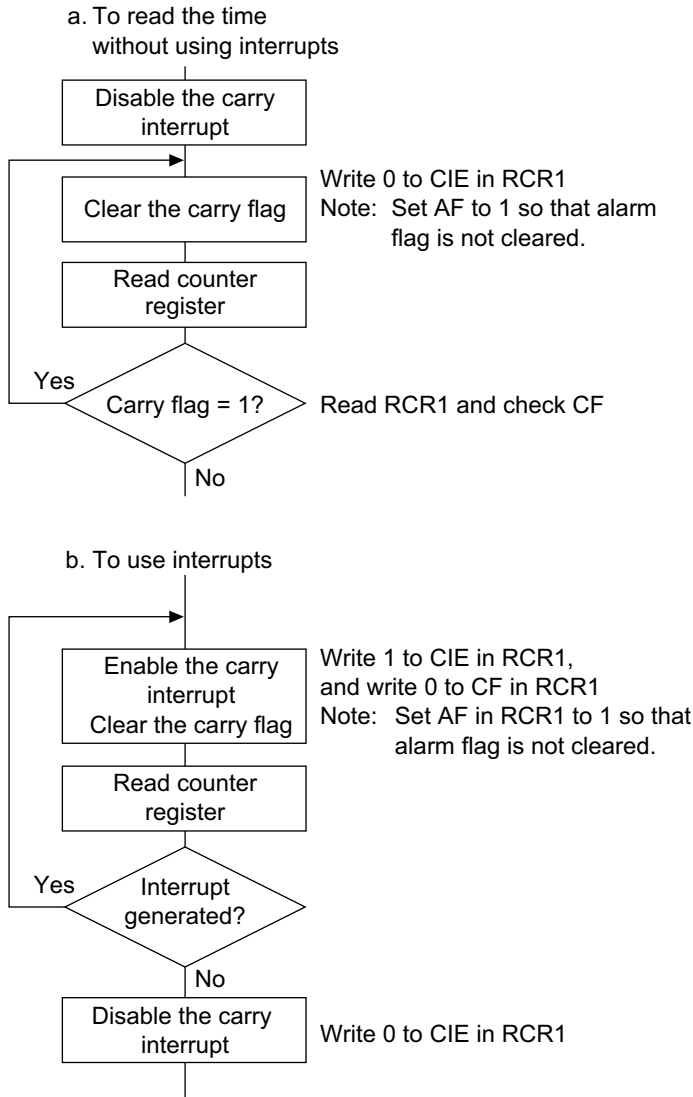 a. To read the time
without using interrupts
Disable the carry
interrupt
Write 0 to CIE in RCR1
Clear the carry flag
Note: Set AF to 1 so that alarm
flag is not cleared.
Read counter
register
Yes
Carry flag = 1?
Read RCR1 and check CF
No
b. To use interrupts
Enable the carry
interrupt
Clear the carry flag
Write 1 to CIE in RCR1,
and write 0 to CF in RCR1
Note: Set AF in RCR1 to 1 so that
alarm flag is not cleared.
Read counter
register
Yes
Interrupt
generated?
No
Disable the carry
interrupt
Write 0 to CIE in RCR1